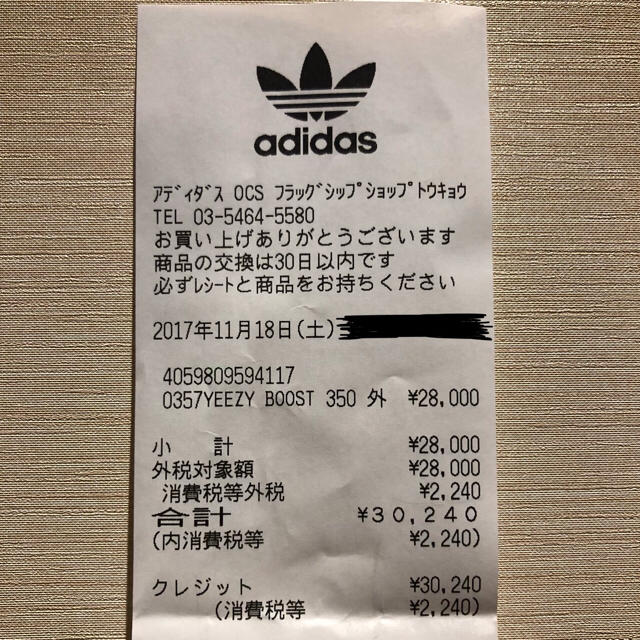 adidas
ｱﾃﾞｨﾀﾞｽ OCS ﾌﾗｯｸﾞｼｯﾌﾟｼｮｯﾌﾟﾄｳｷｮｳ
TEL 03-5464-5580
お買い上げありがとうございます
商品の交換は30日以内です
必ずﾚｼｰﾄと商品をお持ちください
2017年11月18日(土)
4059809594117
0357YEEZY BOOST 350 外 ¥28,000
小 計 ¥28,000
外税対象額 ¥28,000
消費税等外税 ¥2,240
合計 ¥30,240
(内消費税等 ¥2,240)
クレジット ¥30,240
(消費税等 ¥2,240)